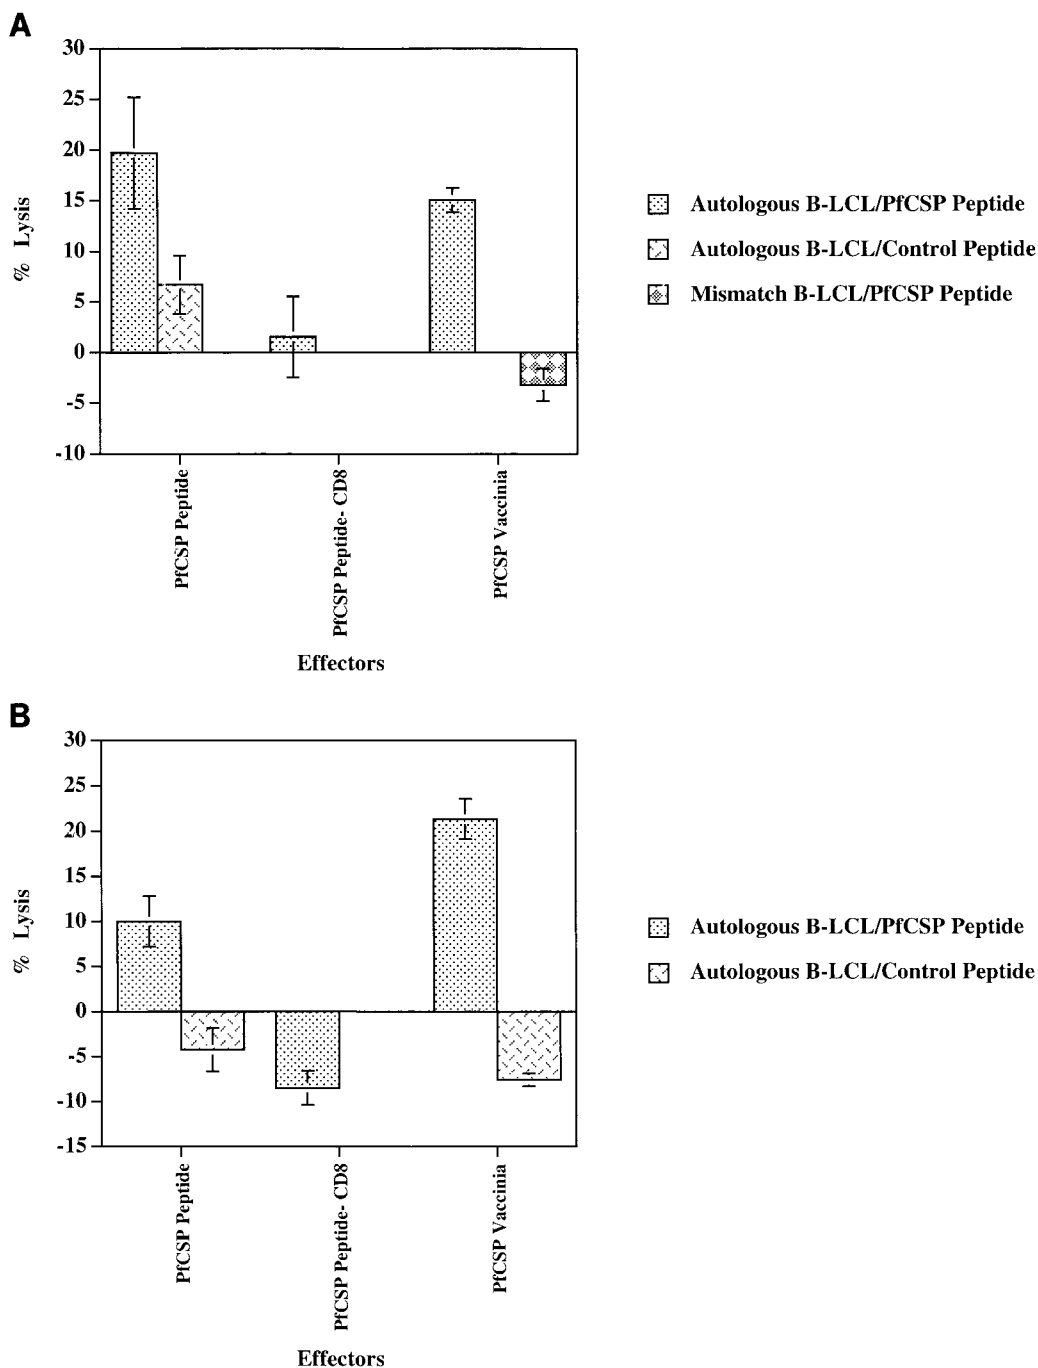 A
30
25
20
15
10
5
0
-5
-10
% Lysis
PfCSP Peptide
PfCSP Peptide- CD8
PfCSP Vaccinia
Effectors
Autologous B-LCL/PfCSP Peptide
Autologous B-LCL/Control Peptide
Mismatch B-LCL/PfCSP Peptide
B
30
25
20
15
10
5
0
-5
-10
-15
% Lysis
PfCSP Peptide
PfCSP Peptide- CD8
PfCSP Vaccinia
Effectors
Autologous B-LCL/PfCSP Peptide
Autologous B-LCL/Control Peptide